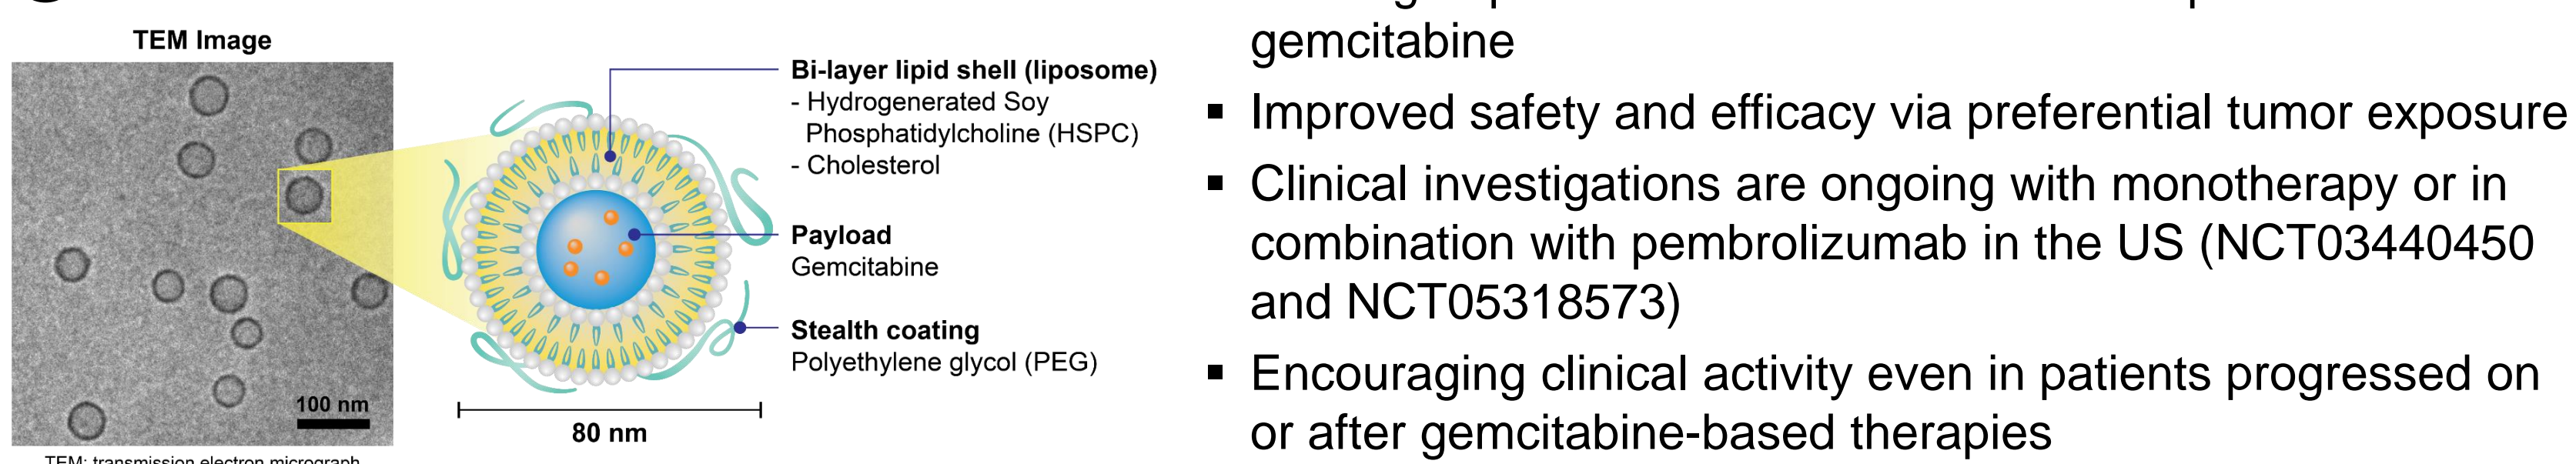 TEM Image
100 nm
TEM: transmission electron micrograph
Bi-layer lipid shell (liposome)
- Hydrogenated Soy
Phosphatidylcholine (HSPC)
- Cholesterol
Payload
Gemcitabine
Stealth coating
Polyethylene glycol (PEG)
80 nm
gemcitabine
▪ Improved safety and efficacy via preferential tumor exposure
▪ Clinical investigations are ongoing with monotherapy or in
combination with pembrolizumab in the US (NCT03440450
and NCT05318573)
▪ Encouraging clinical activity even in patients progressed on
or after gemcitabine-based therapies